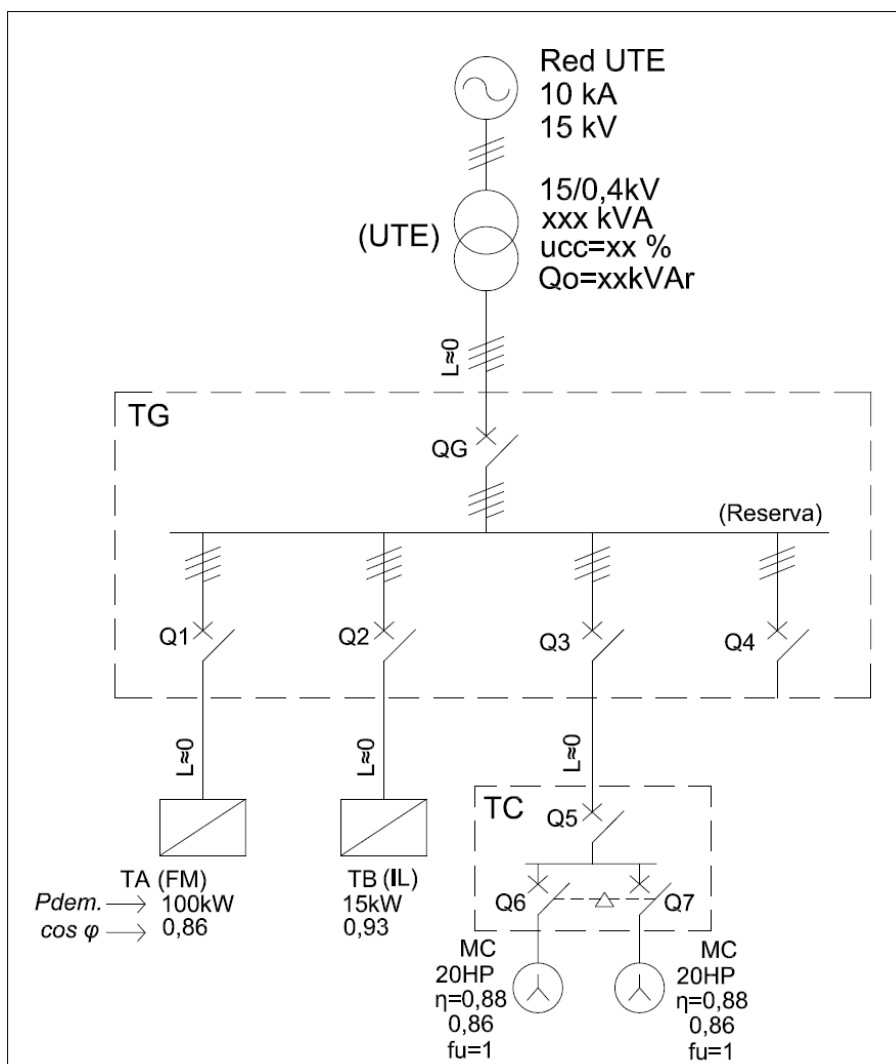 Red UTE
10 kA
15 kV
15/0,4kV
xxx kVA
(UTE)
ucc=xx %
Qo=xxkVAr
L≈0
TG
QG
(Reserva)
Q1
Q2
Q3
Q4
L≈0
L≈0
L≈0
TC
Q5
Q6
Q7
TA (FM)
TB (IL)
Pdem. 100kW
15kW
cos φ 0,86
0,93
MC
20HP
η=0,88
0,86
fu=1
MC
20HP
η=0,88
0,86
fu=1